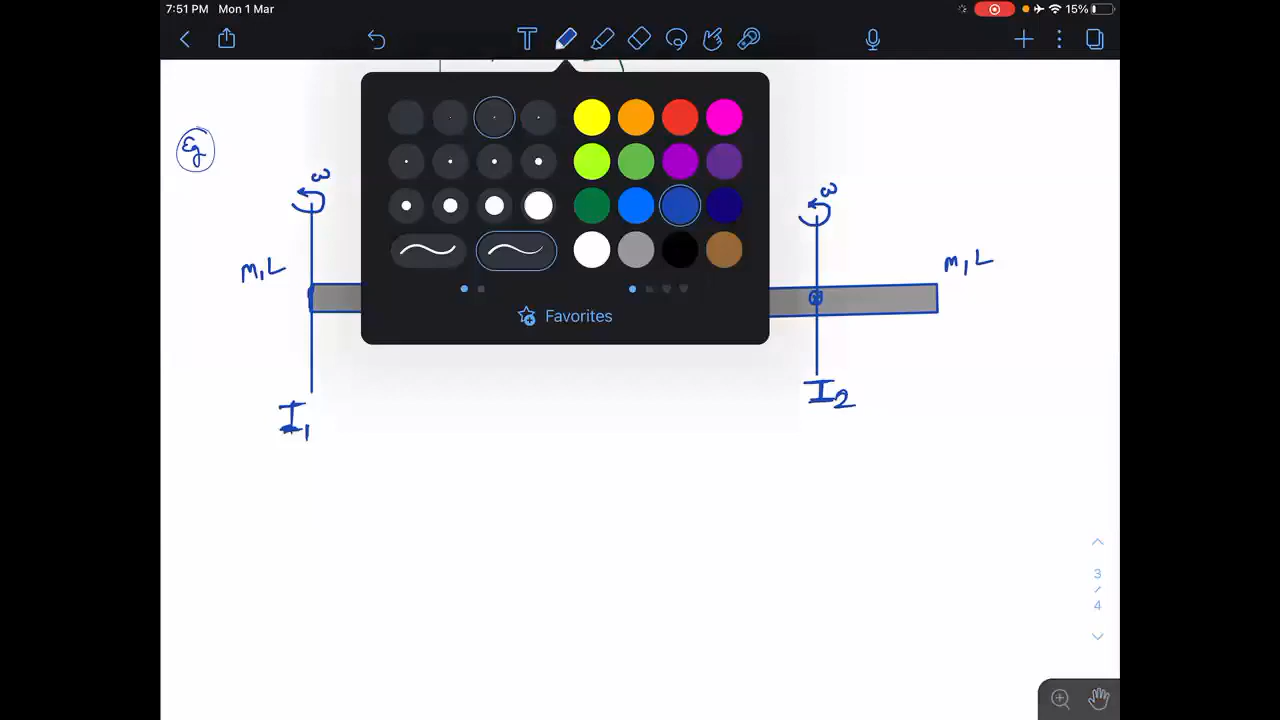 7:51 PM Mon 1 Mar
15%
T
Eg
ω
ω
m, L
m, L
I1
I2
Favorites
3
/
4